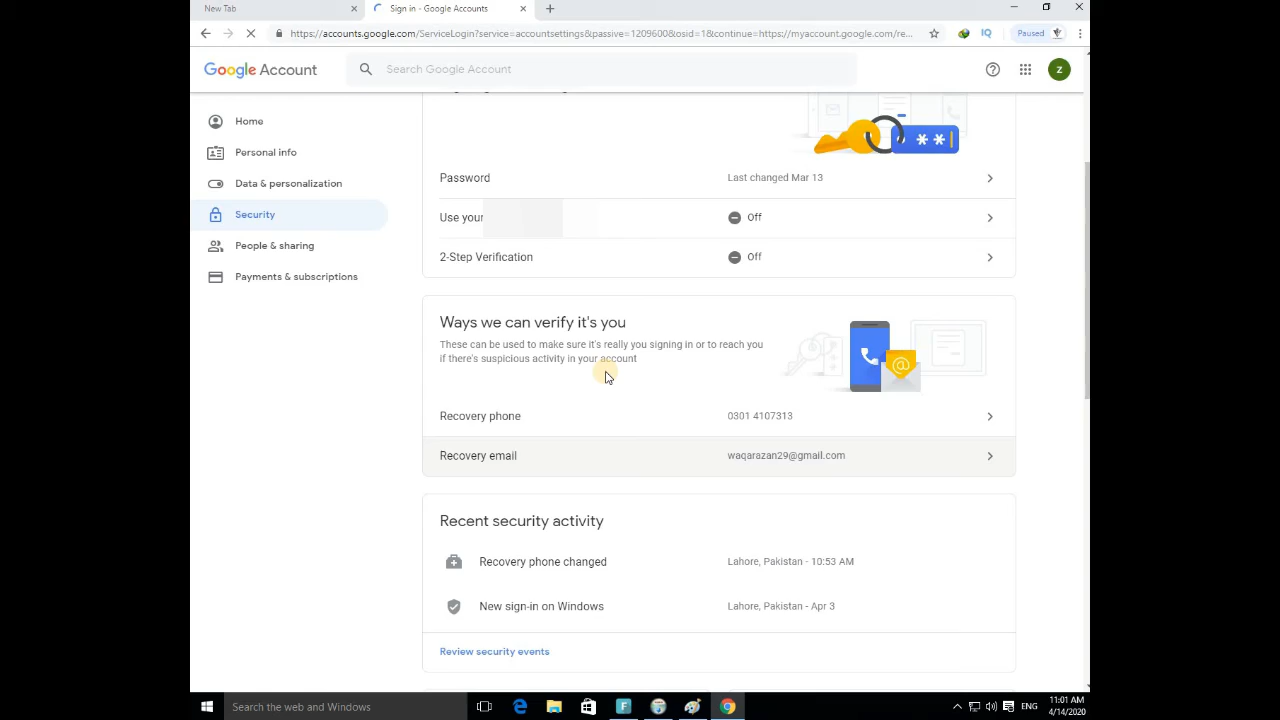 New Tab
Sign in - Google Accounts
https://accounts.google.com/ServiceLogin?service=accountsettings&passive=1209600&osid=1&continue=https://myaccount.google.com/re...
Paused
Google Account
Search Google Account
z
Home
Personal info
Data & personalization
Security
People & sharing
Payments & subscriptions
Password
Last changed Mar 13
Use your
Off
2-Step Verification
Off
Ways we can verify it's you
These can be used to make sure it's really you signing in or to reach you
if there's suspicious activity in your account
Recovery phone
0301 4107313
Recovery email
waqarazan29@gmail.com
Recent security activity
Recovery phone changed
Lahore, Pakistan - 10:53 AM
New sign-in on Windows
Lahore, Pakistan - Apr 3
Review security events
Search the web and Windows
ENG
11:01 AM
4/14/2020